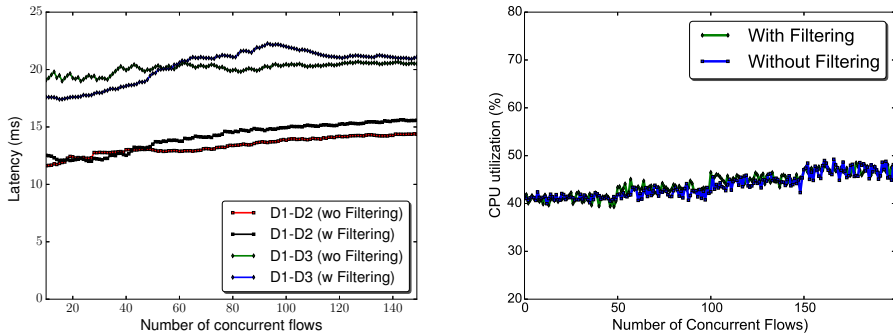 25
20
15
10
5
0
Latency (ms)
D1-D2 (wo Filtering)
D1-D2 (w Filtering)
D1-D3 (wo Filtering)
D1-D3 (w Filtering)
20 40 60 80 100 120 140
Number of concurrent flows
80
70
60
50
40
30
20
CPU utilization (%)
With Filtering
Without Filtering
0 50 100 150
Number of Concurrent Flows)